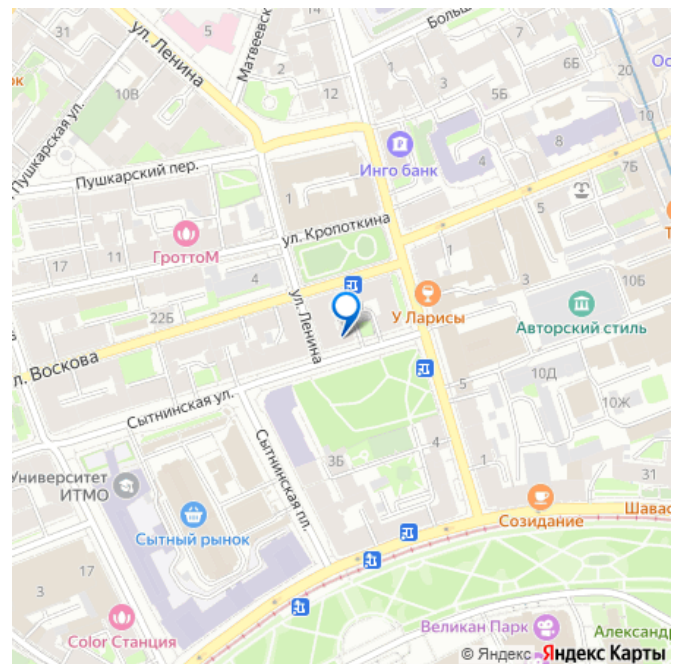 31
ул. Ленина
5
Матвеевск
14
Больш
7
6Б
20
Ос
ок
10В
2
12
3
5Б
8
Пушкарская ул.
Пушкарский пер.
1
Инго банк
4
7Б
5
ул. Кропоткина
ГроттоМ
17
11
4
1
3
10Б
22Б
ул. Ленина
У Ларисы
Авторский стиль
л. Воскова
5
10Д
10Ж
Сытнинская ул.
3Б
4
1
31
Университет
ИТМО
Сытнинская пл.
Сытный рынок
Созидание
Шавас
3
17
Color Станция
Великан Парк
Александр
© Яндекс Яндекс Карты